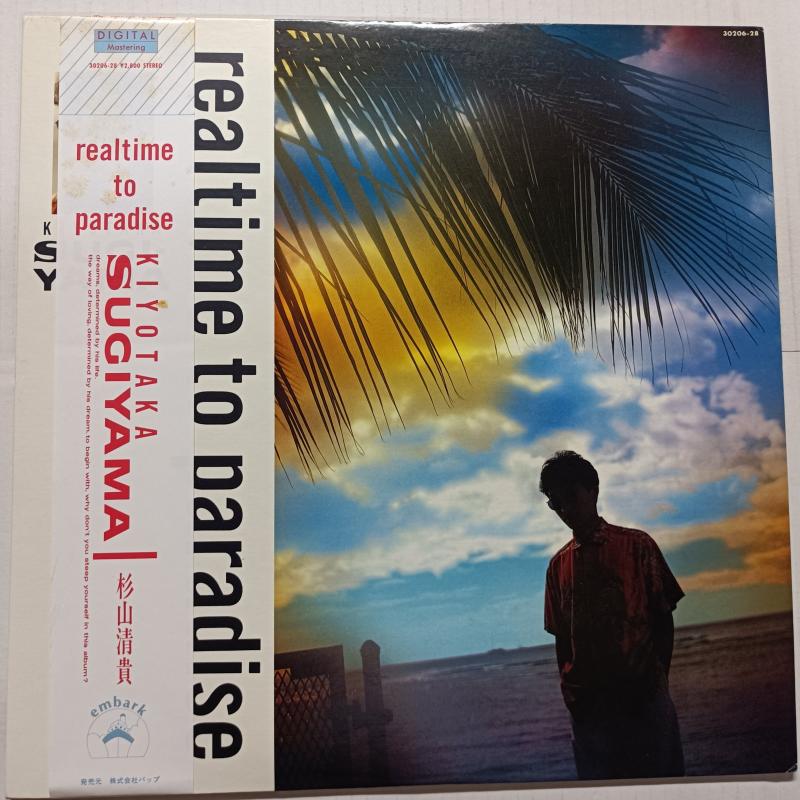 DIGITAL
Mastering
30206-28 ¥2,800 STEREO
realtime
to
paradise
KIYOTAKA
SUGIYAMA
dreams, determined by his life.
the way of loving, determined by his dream. to begin with, why don't you steep yourself in this album?
杉山清貴
embark
発売元 株式会社バップ
K
S
Y
realtime to paradise
30206-28